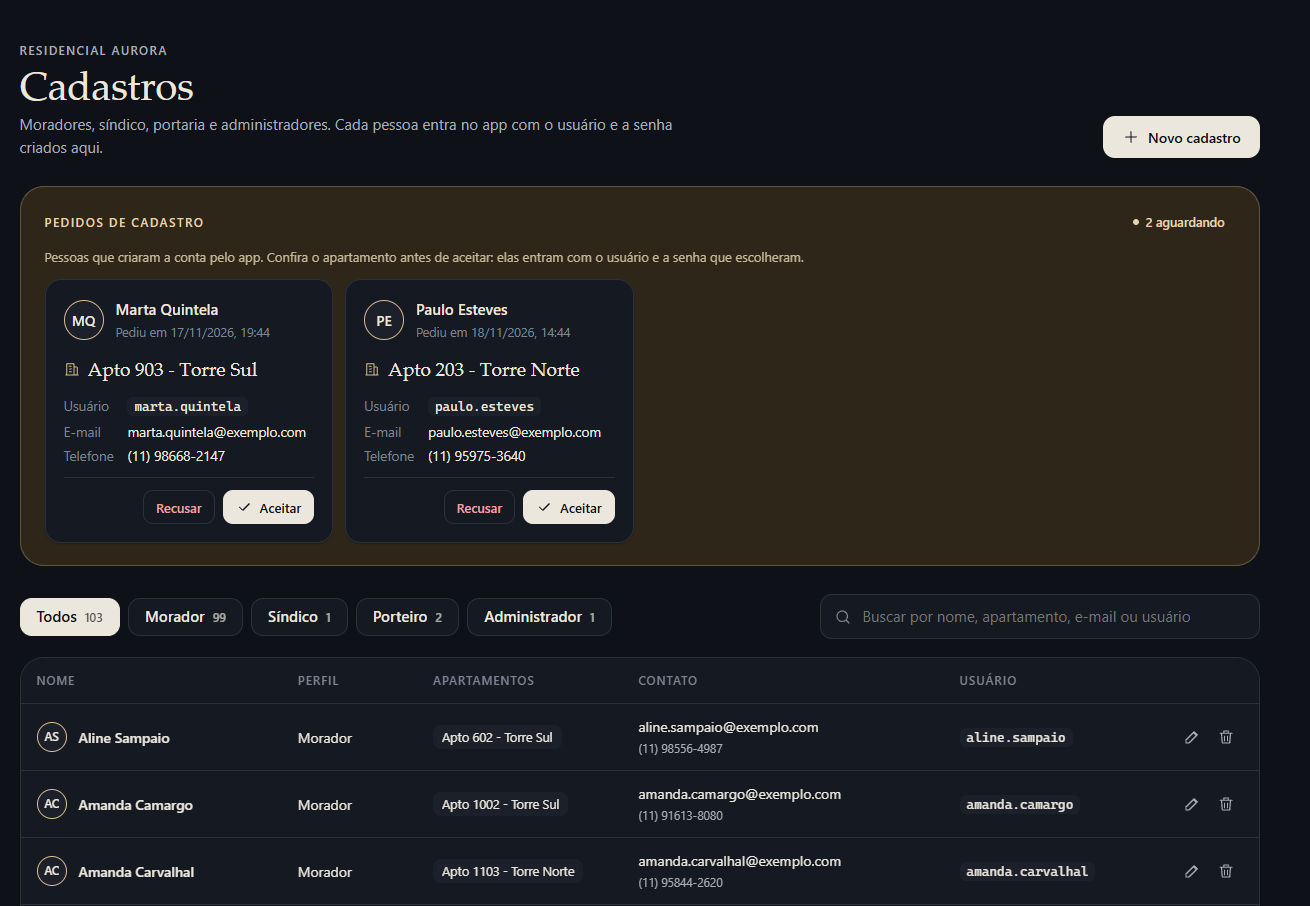 RESIDENCIAL AURORA
Cadastros
Moradores, síndico, portaria e administradores. Cada pessoa entra no app com o usuário e a senha
criados aqui.
Novo cadastro
PEDIDOS DE CADASTRO
2 aguardando
Pessoas que criaram a conta pelo app. Confira o apartamento antes de aceitar: elas entram com o usuário e a senha que escolheram.
MQ
Marta Quintela
Pediu em 17/11/2026, 19:44
Apto 903 - Torre Sul
Usuário marta.quintela
E-mail marta.quintela@exemplo.com
Telefone (11) 98668-2147
Recusar Aceitar
PE
Paulo Esteves
Pediu em 18/11/2026, 14:44
Apto 203 - Torre Norte
Usuário paulo.esteves
E-mail paulo.esteves@exemplo.com
Telefone (11) 95975-3640
Recusar Aceitar
Todos 103 Morador 99 Síndico 1 Porteiro 2 Administrador 1
Buscar por nome, apartamento, e-mail ou usuário
NOME PERFIL APARTAMENTOS CONTATO USUÁRIO
AS Aline Sampaio Morador Apto 602 - Torre Sul aline.sampaio@exemplo.com aline.sampaio
(11) 98556-4987
AC Amanda Camargo Morador Apto 1002 - Torre Sul amanda.camargo@exemplo.com amanda.camargo
(11) 91613-8080
AC Amanda Carvalhal Morador Apto 1103 - Torre Norte amanda.carvalhal@exemplo.com amanda.carvalhal
(11) 95844-2620